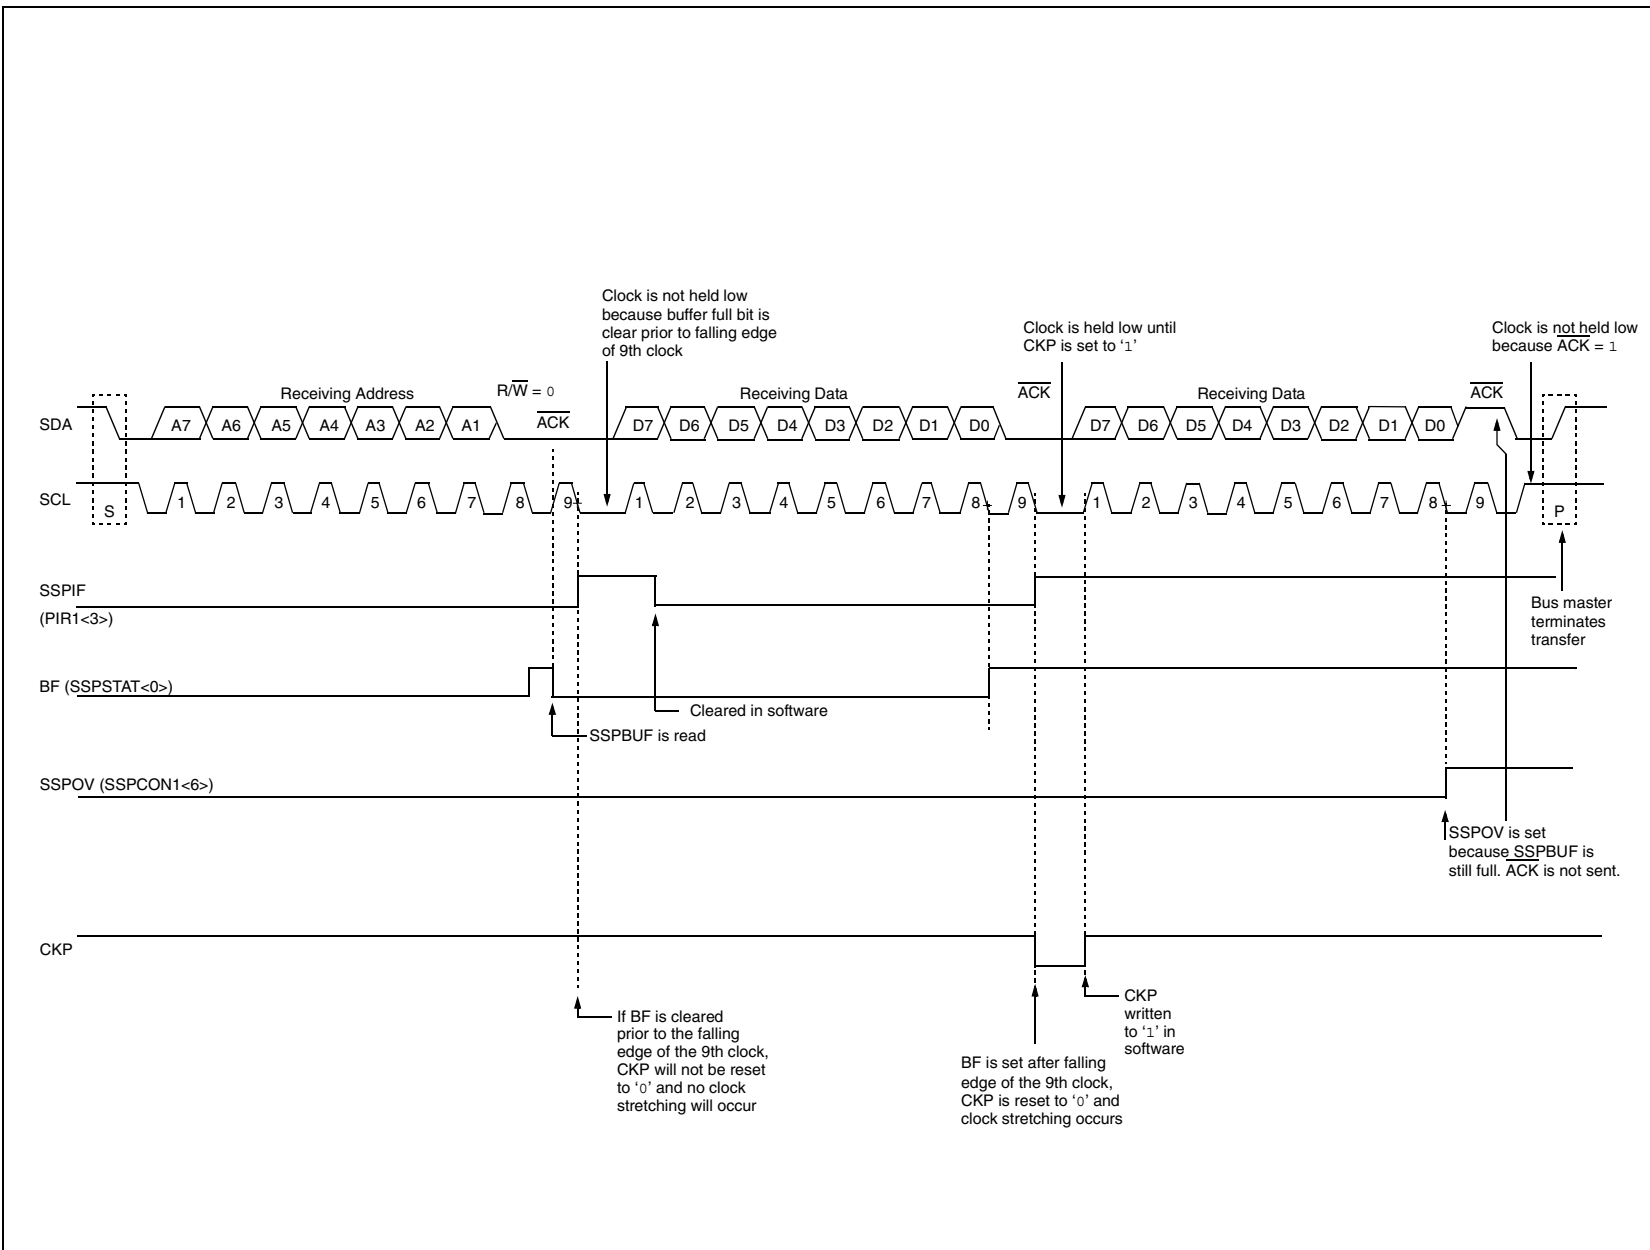 Clock is not held low
because buffer full bit is
clear prior to falling edge
of 9th clock
Clock is held low until
CKP is set to ‘1’
Clock is not held low
because A̅C̅K̅ = 1
Receiving Address
R/W̅ = 0
A̅C̅K̅
Receiving Data
A̅C̅K̅
Receiving Data
A̅C̅K̅
SDA
A7 A6 A5 A4 A3 A2 A1
D7 D6 D5 D4 D3 D2 D1 D0
D7 D6 D5 D4 D3 D2 D1 D0
SCL
S
1 2 3 4 5 6 7 8 9
1 2 3 4 5 6 7 8 9
1 2 3 4 5 6 7 8 9
P
SSPIF
(PIR1<3>)
Bus master
terminates
transfer
BF (SSPSTAT<0>)
Cleared in software
SSPBUF is read
SSPOV (SSPCON1<6>)
SSPOV is set
because SSPBUF is
still full. A̅C̅K̅ is not sent.
CKP
If BF is cleared
prior to the falling
edge of the 9th clock,
CKP will not be reset
to ‘0’ and no clock
stretching will occur
CKP
written
to ‘1’ in
software
BF is set after falling
edge of the 9th clock,
CKP is reset to ‘0’ and
clock stretching occurs